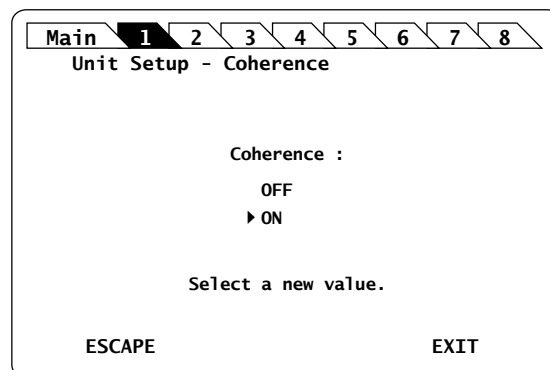 Main 1 2 3 4 5 6 7 8
Unit Setup - Coherence
Coherence :
OFF
ON
Select a new value.
ESCAPE EXIT